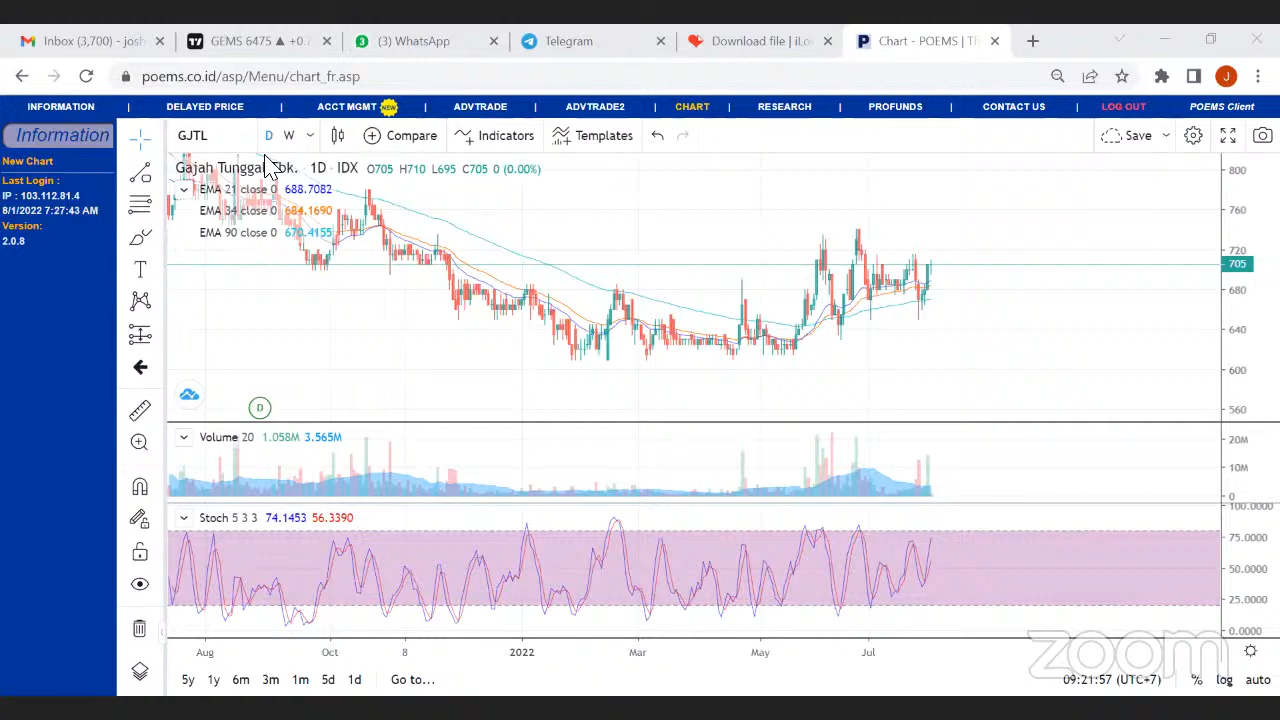 Inbox (3,700) - josh
GEMS 6475 ▲ +0.7
(3) WhatsApp
Telegram
Download file | iLo
Chart - POEMS | Th
poems.co.id/asp/Menu/chart_fr.asp
J
INFORMATION | DELAYED PRICE | ACCT MGMT NEW | ADVTRADE | ADVTRADE2 | CHART | RESEARCH | PROFUNDS | CONTACT US | LOG OUT POEMS Client
Information
New Chart
Last Login :
IP : 103.112.81.4
8/1/2022 7:27:43 AM
Version:
2.0.8
GJTL D W Compare Indicators Templates Save
Gajah Tunggal Tbk. · 1D · IDX O705 H710 L695 C705 0 (0.00%)
EMA 21 close 0 688.7082
EMA 34 close 0 684.1690
EMA 90 close 0 670.4155
800
760
720
705
680
640
600
560
D
Volume 20 1.058M 3.565M
20M
10M
0
Stoch 5 3 3 74.1453 56.3390
100.0000
75.0000
50.0000
25.0000
0.0000
Aug Oct 8 2022 Mar May Jul
zoom
5y 1y 6m 3m 1m 5d 1d Go to... 09:21:57 (UTC+7) % log auto